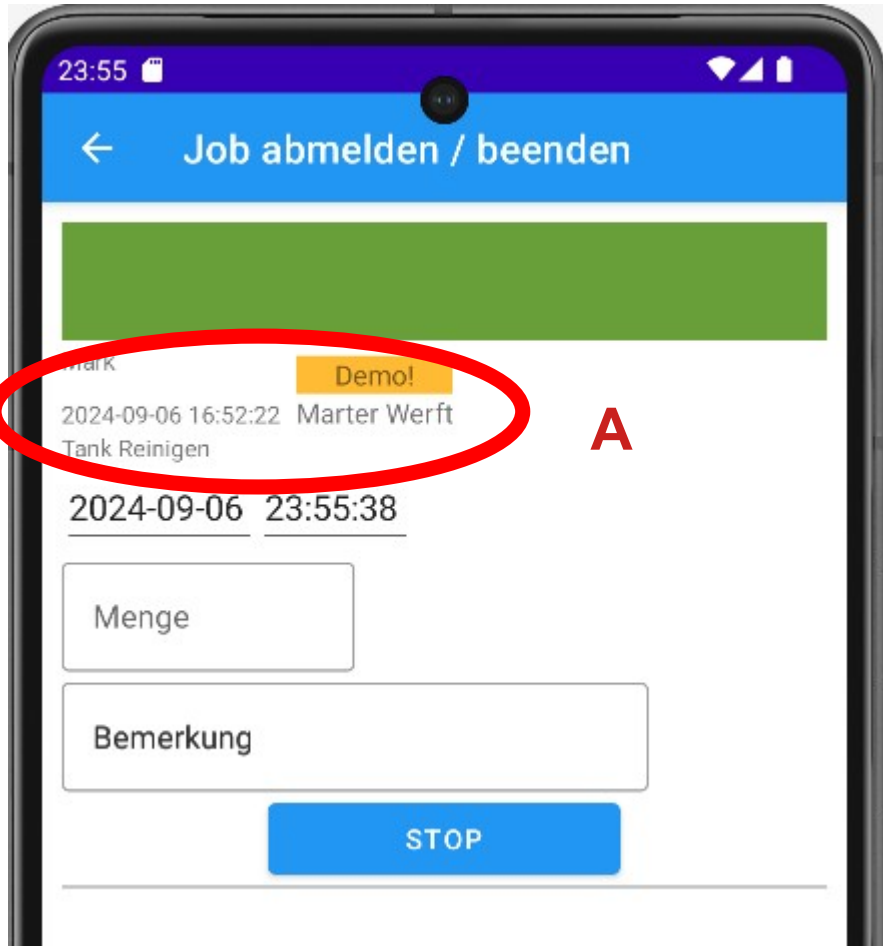 23:55
Job abmelden / beenden
Mark
Demo!
2024-09-06 16:52:22 Marter Werft
Tank Reinigen
A
2024-09-06 23:55:38
Menge
Bemerkung
STOP